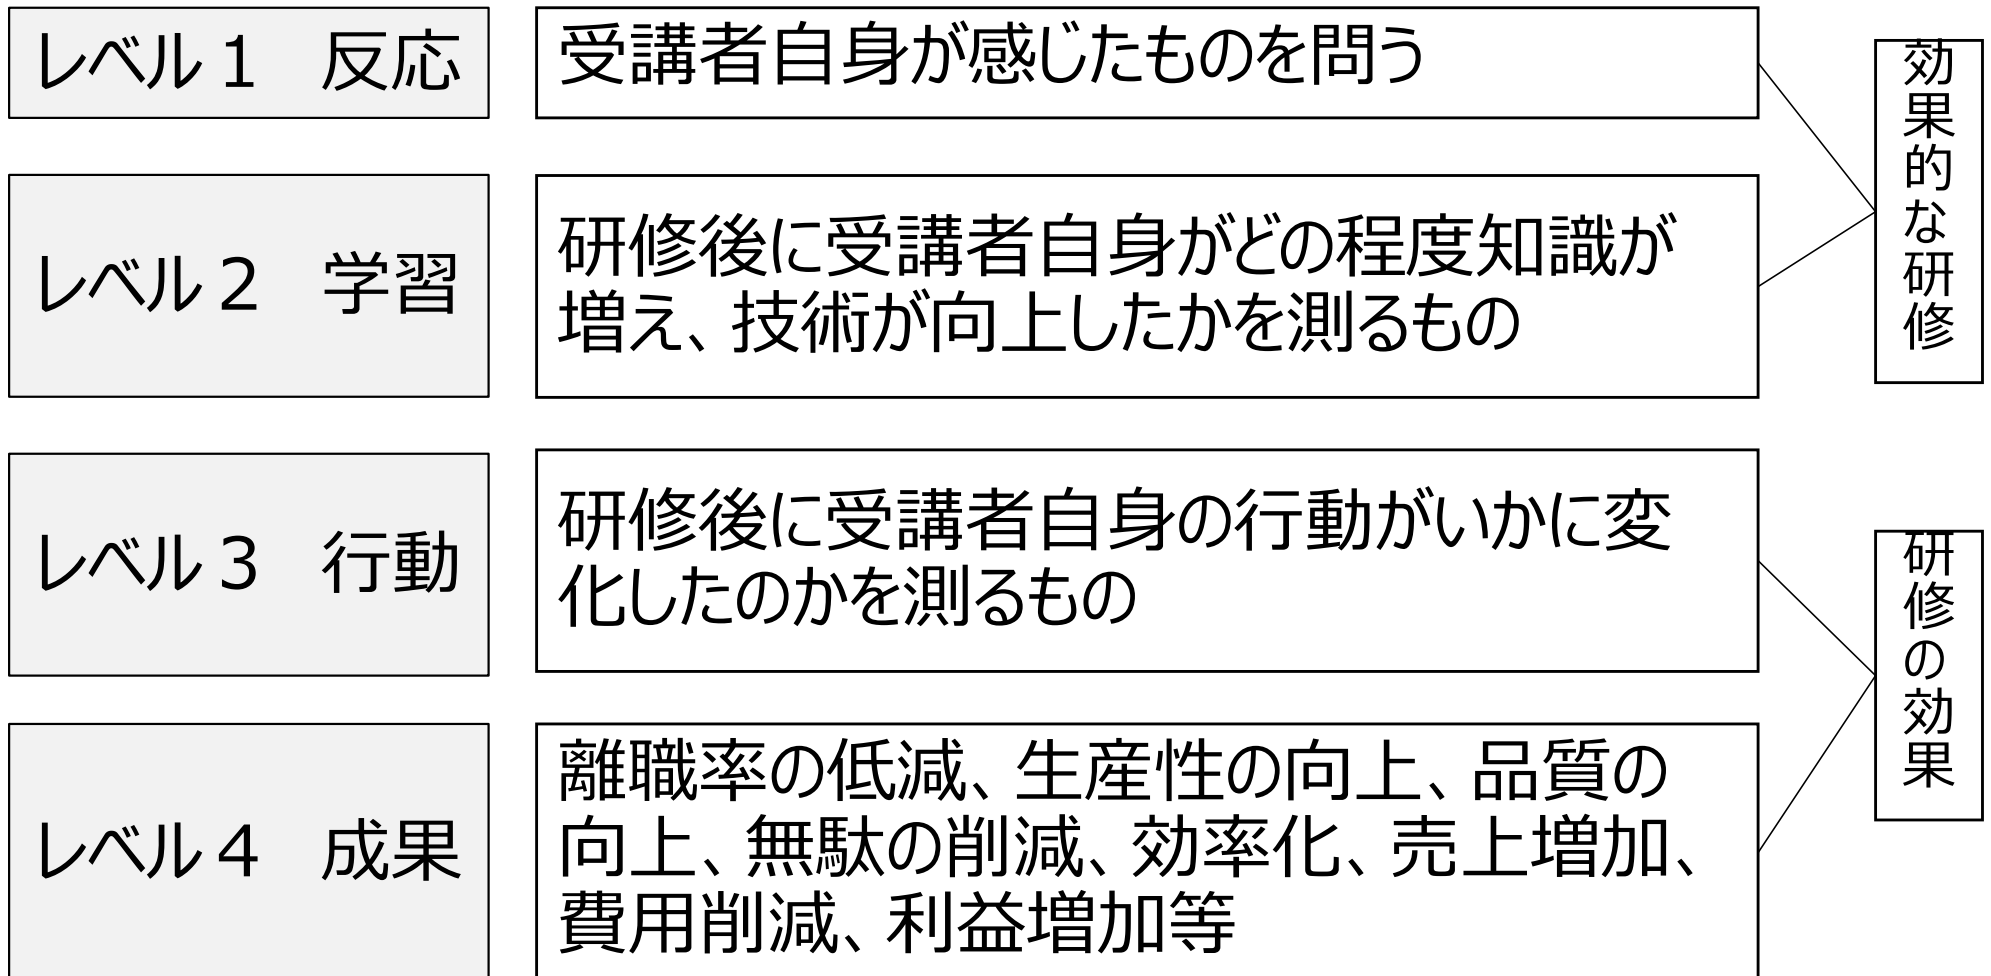 レベル１　反応
受講者自身が感じたものを問う
レベル２　学習
研修後に受講者自身がどの程度知識が
増え、技術が向上したかを測るもの
効果的な研修
レベル３　行動
研修後に受講者自身の行動がいかに変
化したのかを測るもの
レベル４　成果
離職率の低減、生産性の向上、品質の
向上、無駄の削減、効率化、売上増加、
費用削減、利益増加等
研修の効果